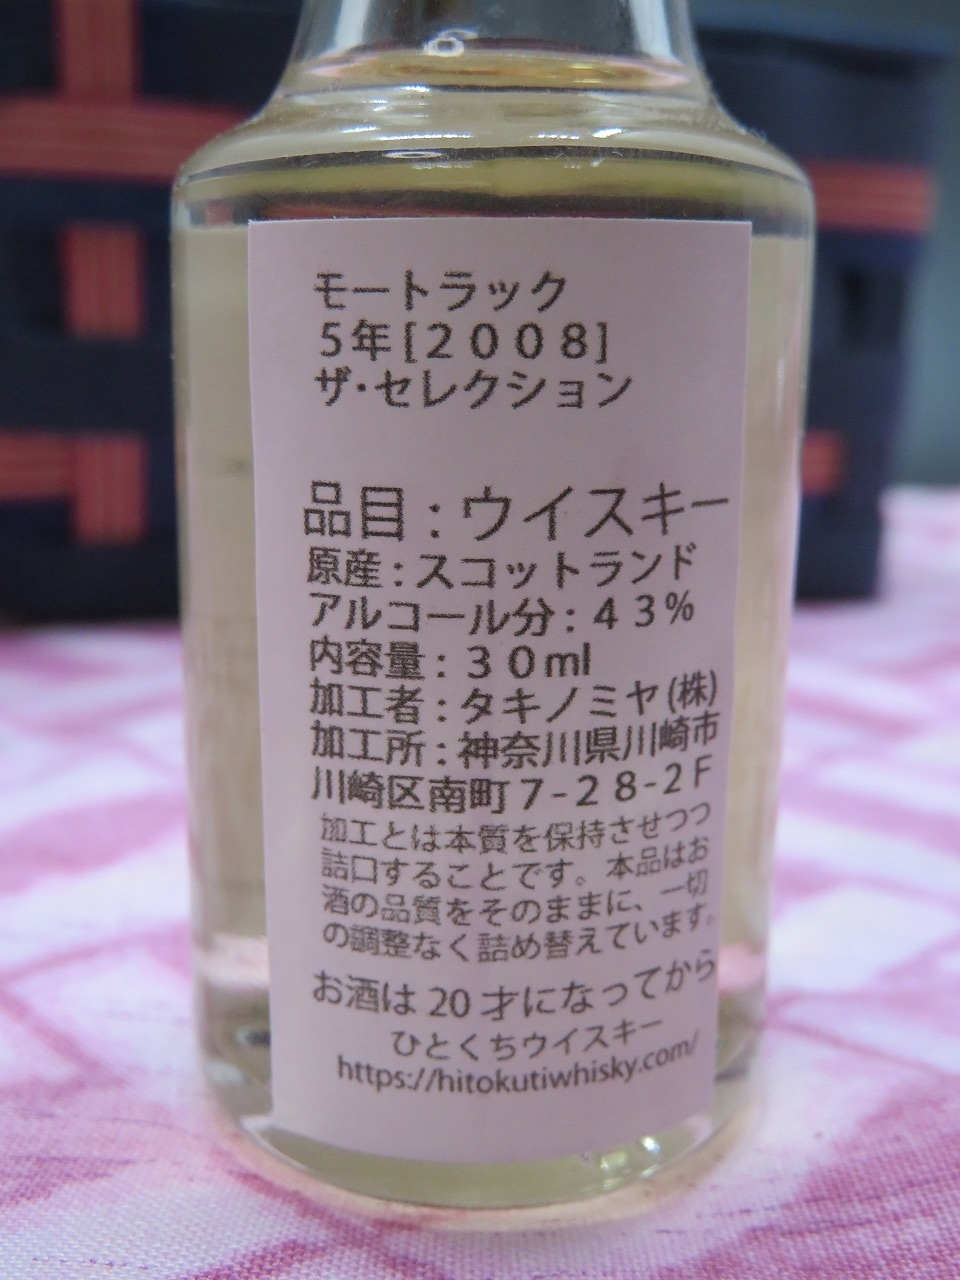 モートラック
5年[2008]
ザ・セレクション
品目：ウイスキー
原産：スコットランド
アルコール分：43%
内容量：30ml
加工者：タキノミヤ(株)
加工所：神奈川県川崎市
川崎区南町7-28-2F
加工とは本質を保持させつつ
詰口することです。本品はお
酒の品質をそのままに、一切
の調整なく詰め替えています。
お酒は20才になってから
ひとくちウイスキー
https://hitokutiwhisky.com/